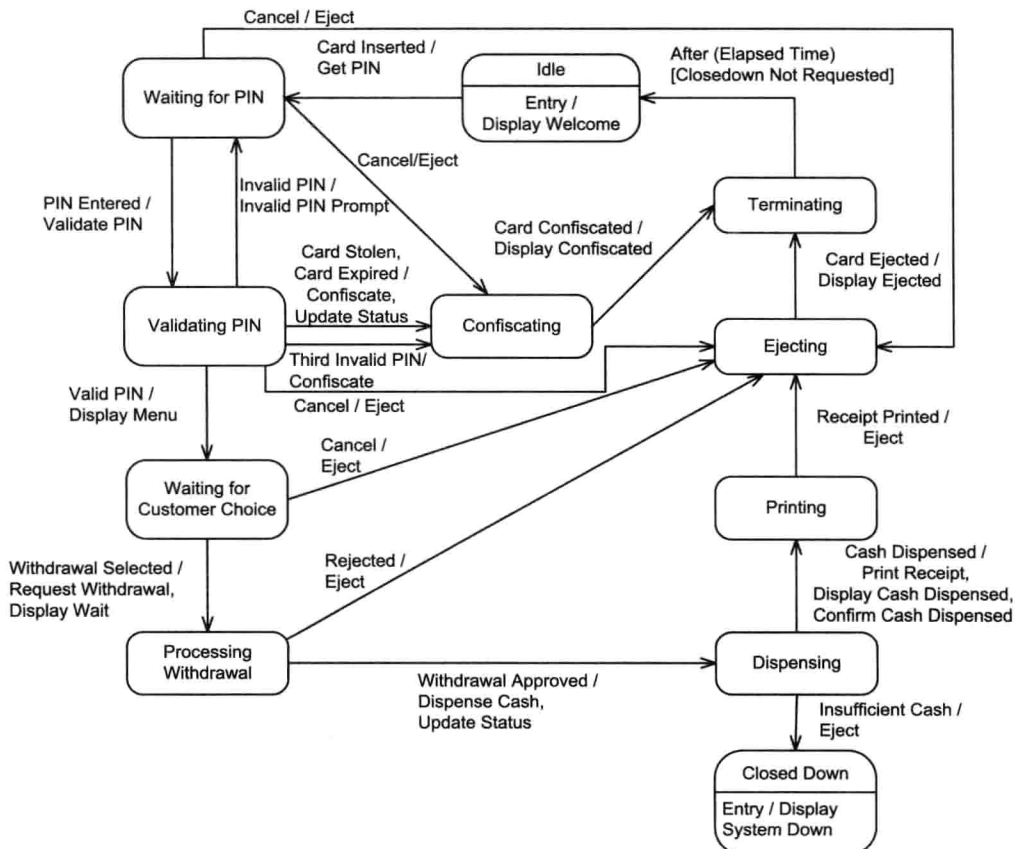 Cancel / Eject
Card Inserted /
Get PIN
After (Elapsed Time)
[Closedown Not Requested]
Idle
Entry /
Display Welcome
Waiting for PIN
Cancel/Eject
PIN Entered /
Validate PIN
Invalid PIN /
Invalid PIN Prompt
Terminating
Card Confiscated /
Display Confiscated
Card Stolen,
Card Expired /
Confiscate,
Update Status
Card Ejected /
Display Ejected
Validating PIN
Confiscating
Ejecting
Third Invalid PIN/
Confiscate
Cancel / Eject
Valid PIN /
Display Menu
Receipt Printed /
Eject
Cancel /
Eject
Waiting for
Customer Choice
Printing
Withdrawal Selected /
Request Withdrawal,
Display Wait
Rejected /
Eject
Cash Dispensed /
Print Receipt,
Display Cash Dispensed,
Confirm Cash Dispensed
Processing
Withdrawal
Dispensing
Withdrawal Approved /
Dispense Cash,
Update Status
Insufficient Cash /
Eject
Closed Down
Entry / Display
System Down